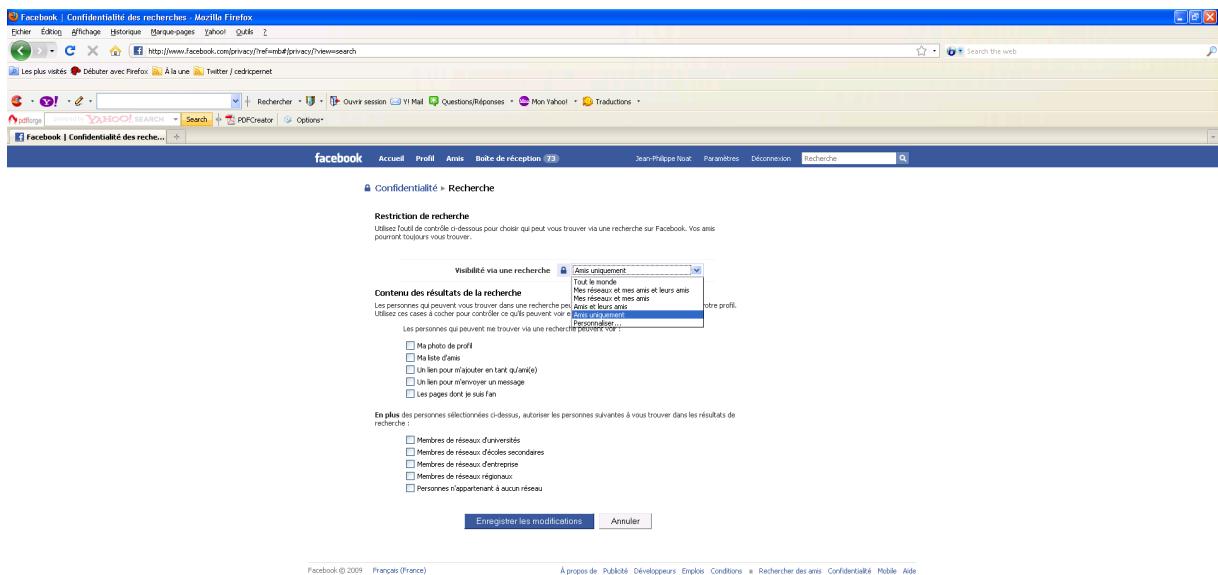 Facebook | Confidentialité des recherches - Mozilla Firefox
Fichier Édition Affichage Historique Marque-pages Yahoo! Outils ?
http://www.facebook.com/privacy/?ref=mb#/privacy/?view=search
Search the web
Les plus visités Débuter avec Firefox À la une Twitter / cedricpernet
Y! Rechercher Ouvrir session Y! Mail Questions/Réponses Mon Yahoo! Traductions
pdfforge powered by YAHOO! SEARCH Search PDFCreator Options
Facebook | Confidentialité des reche...
facebook Accueil Profil Amis Boîte de réception 73 Jean-Philippe Noat Paramètres Déconnexion Recherche
Confidentialité ▸ Recherche
Restriction de recherche
Utilisez l'outil de contrôle ci-dessous pour choisir qui peut vous trouver via une recherche sur Facebook. Vos amis
pourront toujours vous trouver.
Visibilité via une recherche Amis uniquement
Tout le monde
Mes réseaux et mes amis et leurs amis
Mes réseaux et mes amis
Amis et leurs amis
Amis uniquement
Personnaliser...
Contenu des résultats de la recherche
Les personnes qui peuvent vous trouver dans une recherche peu votre profil.
Utilisez ces cases à cocher pour contrôler ce qu'ils peuvent voir e
Les personnes qui peuvent me trouver via une recherche peuvent voir :
Ma photo de profil
Ma liste d'amis
Un lien pour m'ajouter en tant qu'ami(e)
Un lien pour m'envoyer un message
Les pages dont je suis fan
En plus des personnes sélectionnées ci-dessus, autoriser les personnes suivantes à vous trouver dans les résultats de
recherche :
Membres de réseaux d'universités
Membres de réseaux d'écoles secondaires
Membres de réseaux d'entreprise
Membres de réseaux régionaux
Personnes n'appartenant à aucun réseau
Enregistrer les modifications Annuler
Facebook © 2009 Français (France) À propos de Publicité Développeurs Emplois Conditions Rechercher des amis Confidentialité Mobile Aide